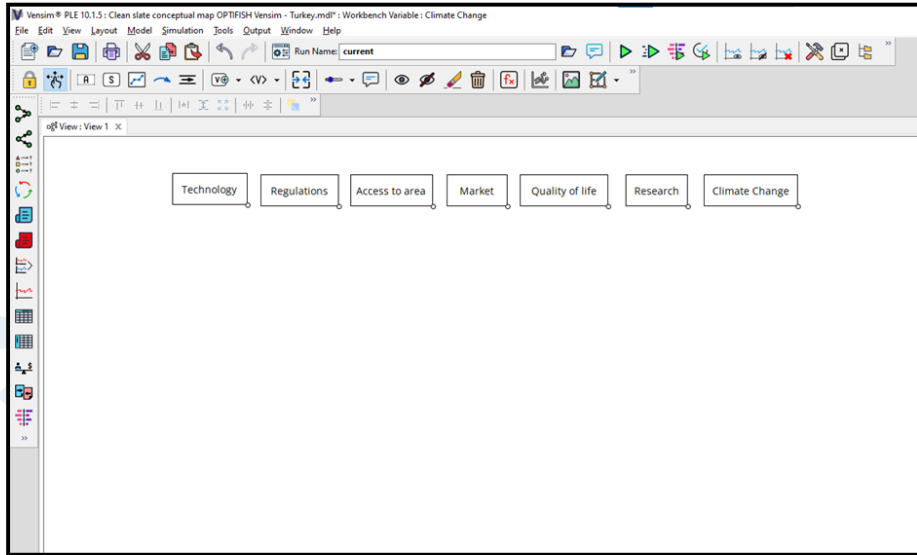 Vensim® PLE 10.1.5 : Clean slate conceptual map OPTIFISH Vensim - Turkey.mdl* : Workbench Variable : Climate Change
File Edit View Layout Model Simulation Tools Output Window Help
Run Name: current
View : View 1 X
Technology Regulations Access to area Market Quality of life Research Climate Change